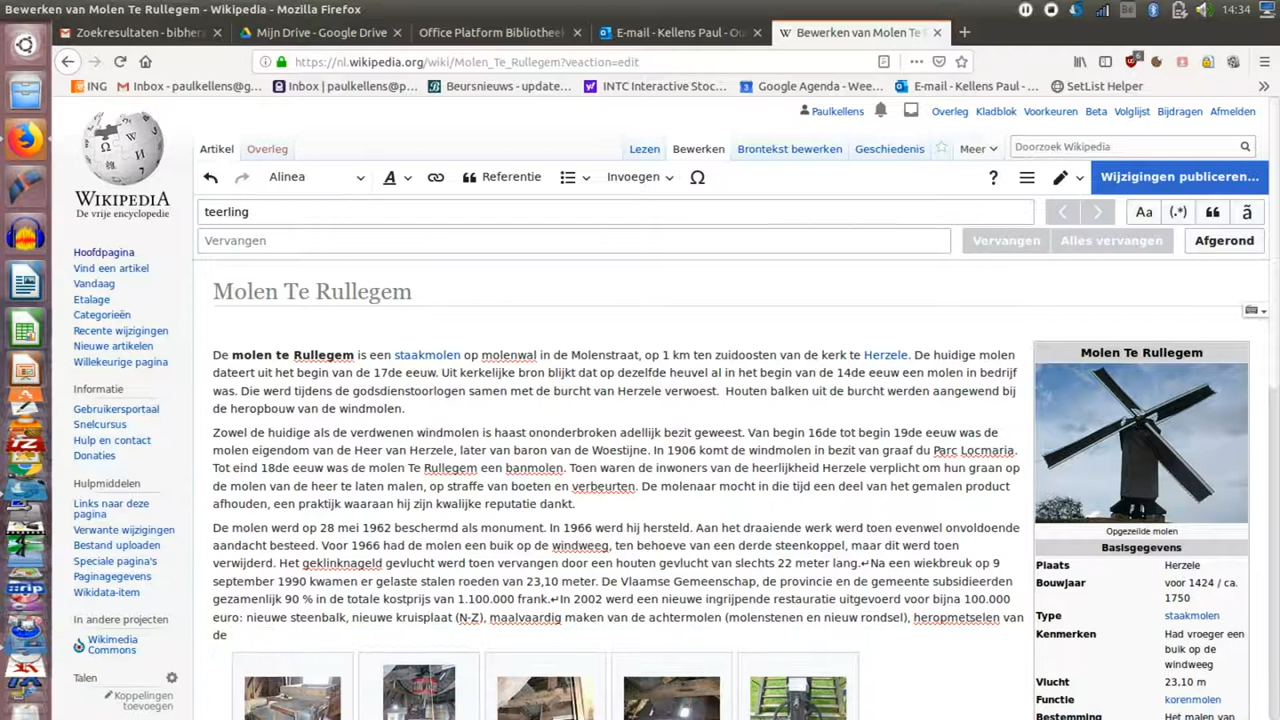 Bewerken van Molen Te Rullegem - Wikipedia - Mozilla Firefox
14:34
Zoekresultaten - bibher
Mijn Drive - Google Drive
Office Platform Bibliothee
E-mail - Kellens Paul - Ou
Bewerken van Molen Te R
https://nl.wikipedia.org/wiki/Molen_Te_Rullegem?veaction=edit
ING
Inbox - paulkellens@g...
Inbox | paulkellens@p...
Beursnieuws - update...
INTC Interactive Stoc...
Google Agenda - Wee...
E-mail - Kellens Paul - ...
SetList Helper
Paulkellens
Overleg
Kladblok
Voorkeuren
Beta
Volglijst
Bijdragen
Afmelden
WIKIPEDIA
De vrije encyclopedie
Artikel
Overleg
Lezen
Bewerken
Brontekst bewerken
Geschiedenis
Meer
Doorzoek Wikipedia
Alinea
A
Referentie
Invoegen
Ω
?
Wijzigingen publiceren...
teerling
Aa
(.*)
ã
Vervangen
Vervangen
Alles vervangen
Afgerond
Hoofdpagina
Vind een artikel
Vandaag
Etalage
Categorieën
Recente wijzigingen
Nieuwe artikelen
Willekeurige pagina
Informatie
Gebruikersportaal
Snelcursus
Hulp en contact
Donaties
Hulpmiddelen
Links naar deze
pagina
Verwante wijzigingen
Bestand uploaden
Speciale pagina's
Paginagegevens
Wikidata-item
In andere projecten
Wikimedia
Commons
Talen
Koppelingen
toevoegen
Molen Te Rullegem
De molen te Rullegem is een staakmolen op molenwal in de Molenstraat, op 1 km ten zuidoosten van de kerk te Herzele. De huidige molen
dateert uit het begin van de 17de eeuw. Uit kerkelijke bron blijkt dat op dezelfde heuvel al in het begin van de 14de eeuw een molen in bedrijf
was. Die werd tijdens de godsdienstoorlogen samen met de burcht van Herzele verwoest.  Houten balken uit de burcht werden aangewend bij
de heropbouw van de windmolen.
Zowel de huidige als de verdwenen windmolen is haast ononderbroken adellijk bezit geweest. Van begin 16de tot begin 19de eeuw was de
molen eigendom van de Heer van Herzele, later van baron van de Woestijne. In 1906 komt de windmolen in bezit van graaf du Parc Locmaria.
Tot eind 18de eeuw was de molen Te Rullegem een banmolen. Toen waren de inwoners van de heerlijkheid Herzele verplicht om hun graan op
de molen van de heer te laten malen, op straffe van boeten en verbeurten. De molenaar mocht in die tijd een deel van het gemalen product
afhouden, een praktijk waaraan hij zijn kwalijke reputatie dankt.
De molen werd op 28 mei 1962 beschermd als monument. In 1966 werd hij hersteld. Aan het draaiende werk werd toen evenwel onvoldoende
aandacht besteed. Voor 1966 had de molen een buik op de windweeg, ten behoeve van een derde steenkoppel, maar dit werd toen
verwijderd. Het geklinknageld gevlucht werd toen vervangen door een houten gevlucht van slechts 22 meter lang.↵Na een wiekbreuk op 9
september 1990 kwamen er gelaste stalen roeden van 23,10 meter. De Vlaamse Gemeenschap, de provincie en de gemeente subsidieerden
gezamenlijk 90 % in de totale kostprijs van 1.100.000 frank.↵In 2002 werd een nieuwe ingrijpende restauratie uitgevoerd voor bijna 100.000
euro: nieuwe steenbalk, nieuwe kruisplaat (N-Z), maalvaardig maken van de achtermolen (molenstenen en nieuw rondsel), heropmetselen van
de
Molen Te Rullegem
Opgezeilde molen
Basisgegevens
Plaats Herzele
Bouwjaar voor 1424 / ca.
1750
Type staakmolen
Kenmerken Had vroeger een
buik op de
windweeg
Vlucht 23,10 m
Functie korenmolen
Bestemming Het malen van